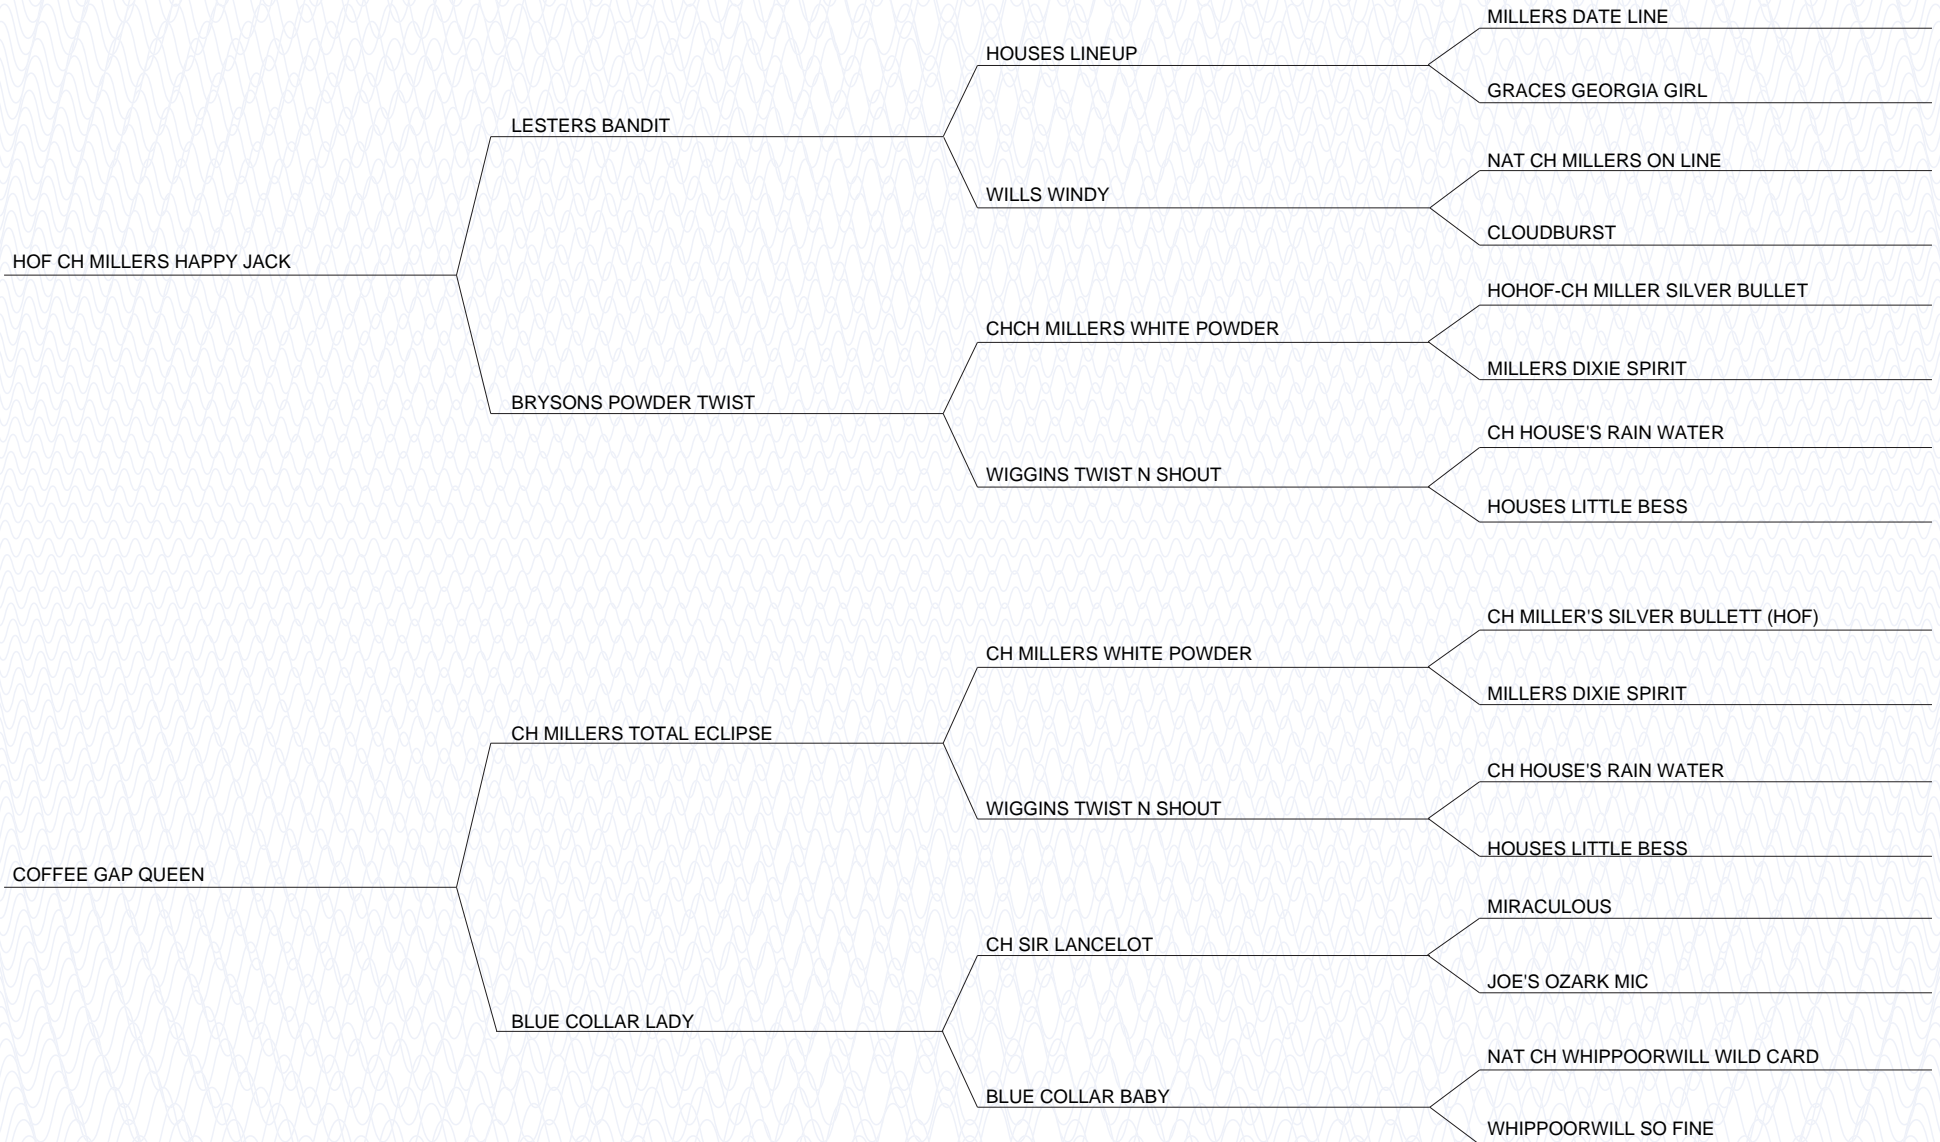 MILLERS DATE LINE
HOUSES LINEUP
GRACES GEORGIA GIRL
LESTERS BANDIT
NAT CH MILLERS ON LINE
WILLS WINDY
CLOUDBURST
HOF CH MILLERS HAPPY JACK
HOHOF-CH MILLER SILVER BULLET
CHCH MILLERS WHITE POWDER
MILLERS DIXIE SPIRIT
BRYSONS POWDER TWIST
CH HOUSE'S RAIN WATER
WIGGINS TWIST N SHOUT
HOUSES LITTLE BESS
CH MILLER'S SILVER BULLETT (HOF)
CH MILLERS WHITE POWDER
MILLERS DIXIE SPIRIT
CH MILLERS TOTAL ECLIPSE
CH HOUSE'S RAIN WATER
WIGGINS TWIST N SHOUT
HOUSES LITTLE BESS
COFFEE GAP QUEEN
MIRACULOUS
CH SIR LANCELOT
JOE'S OZARK MIC
BLUE COLLAR LADY
NAT CH WHIPPOORWILL WILD CARD
BLUE COLLAR BABY
WHIPPOORWILL SO FINE